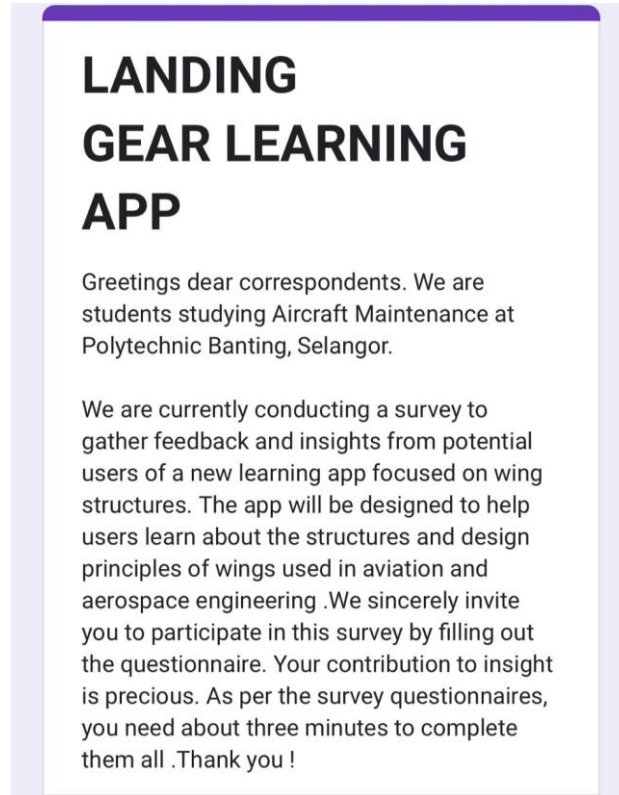 LANDING
GEAR LEARNING
APP
Greetings dear correspondents. We are
students studying Aircraft Maintenance at
Polytechnic Banting, Selangor.
We are currently conducting a survey to
gather feedback and insights from potential
users of a new learning app focused on wing
structures. The app will be designed to help
users learn about the structures and design
principles of wings used in aviation and
aerospace engineering .We sincerely invite
you to participate in this survey by filling out
the questionnaire. Your contribution to insight
is precious. As per the survey questionnaires,
you need about three minutes to complete
them all .Thank you !